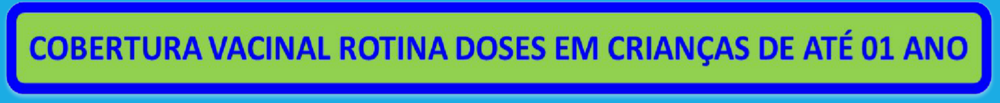 COBERTURA VACINAL ROTINA DOSES EM CRIANÇAS DE ATÉ 01 ANO